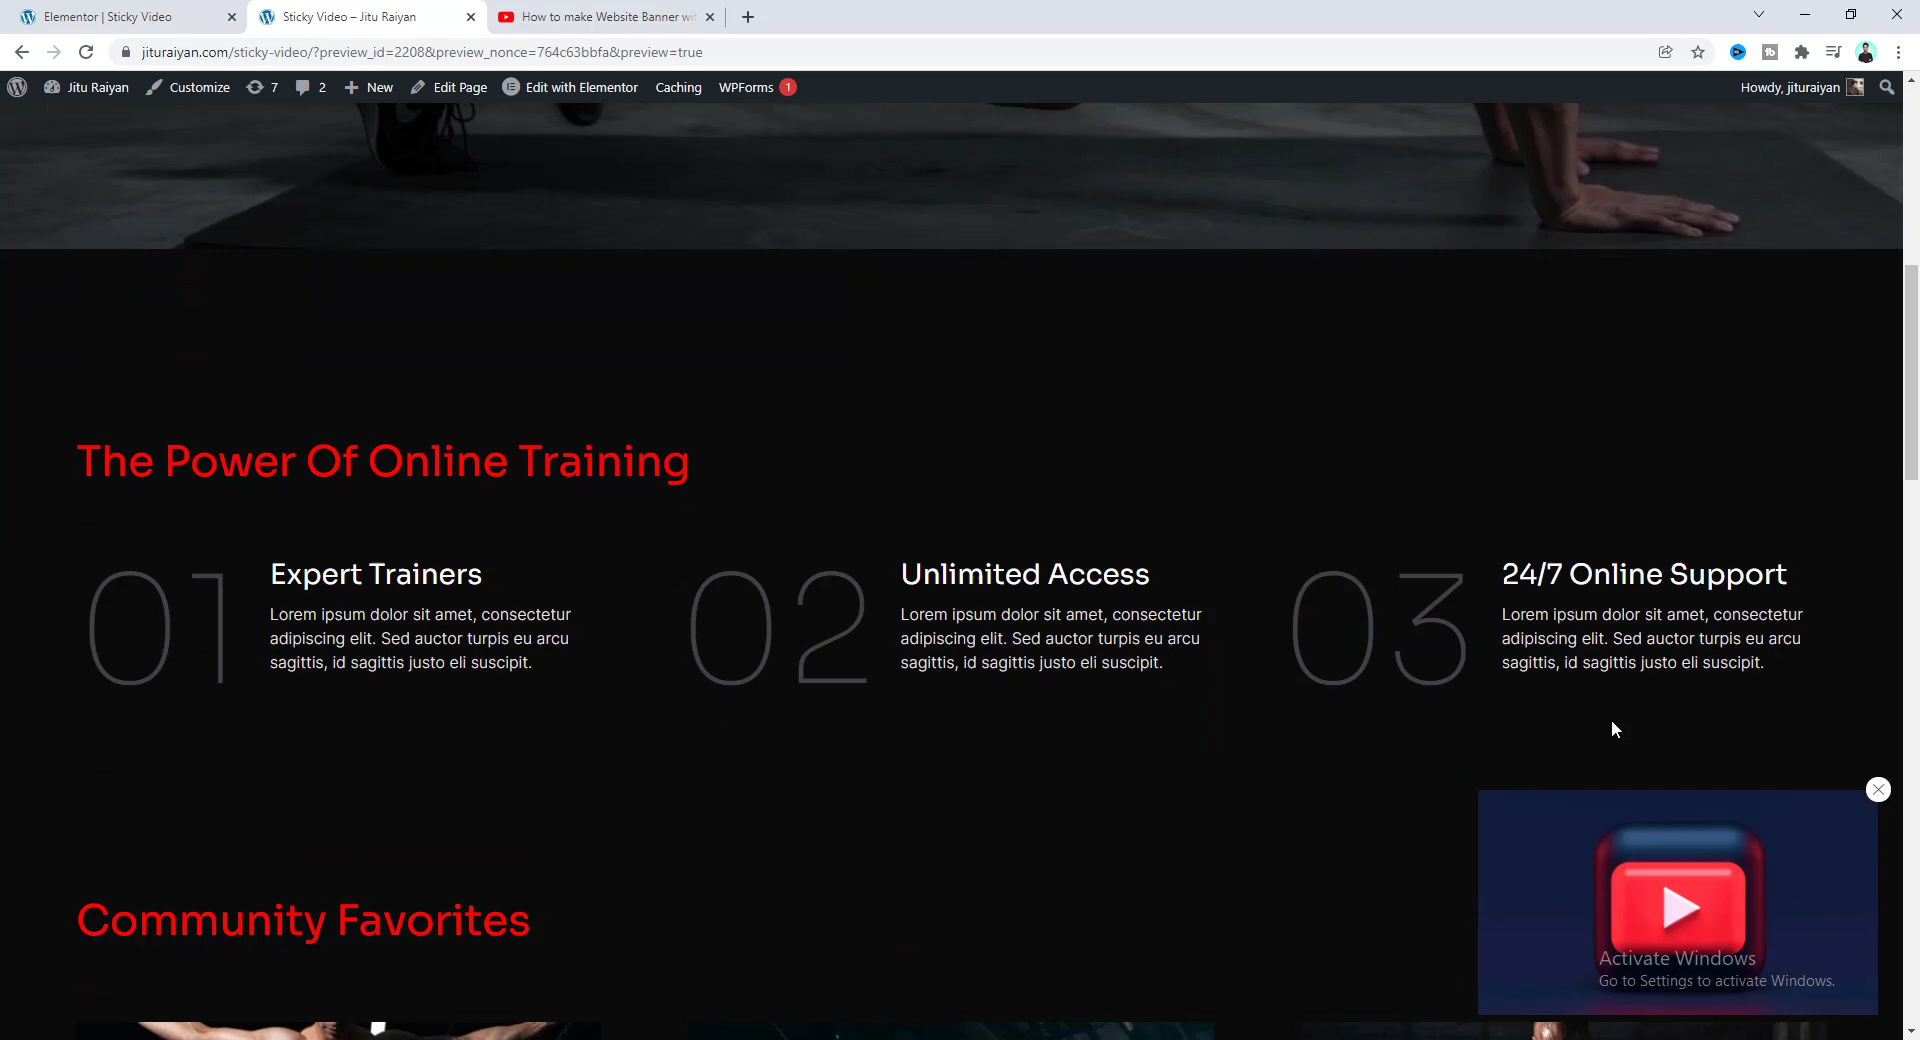 Elementor | Sticky Video
Sticky Video – Jitu Raiyan
How to make Website Banner wi
jituraiyan.com/sticky-video/?preview_id=2208&preview_nonce=764c63bbfa&preview=true
Jitu Raiyan
Customize
7
2
New
Edit Page
Edit with Elementor
Caching
WPForms 1
Howdy, jituraiyan
The Power Of Online Training
01
Expert Trainers
Lorem ipsum dolor sit amet, consectetur
adipiscing elit. Sed auctor turpis eu arcu
sagittis, id sagittis justo eli suscipit.
02
Unlimited Access
Lorem ipsum dolor sit amet, consectetur
adipiscing elit. Sed auctor turpis eu arcu
sagittis, id sagittis justo eli suscipit.
03
24/7 Online Support
Lorem ipsum dolor sit amet, consectetur
adipiscing elit. Sed auctor turpis eu arcu
sagittis, id sagittis justo eli suscipit.
Community Favorites
Activate Windows
Go to Settings to activate Windows.